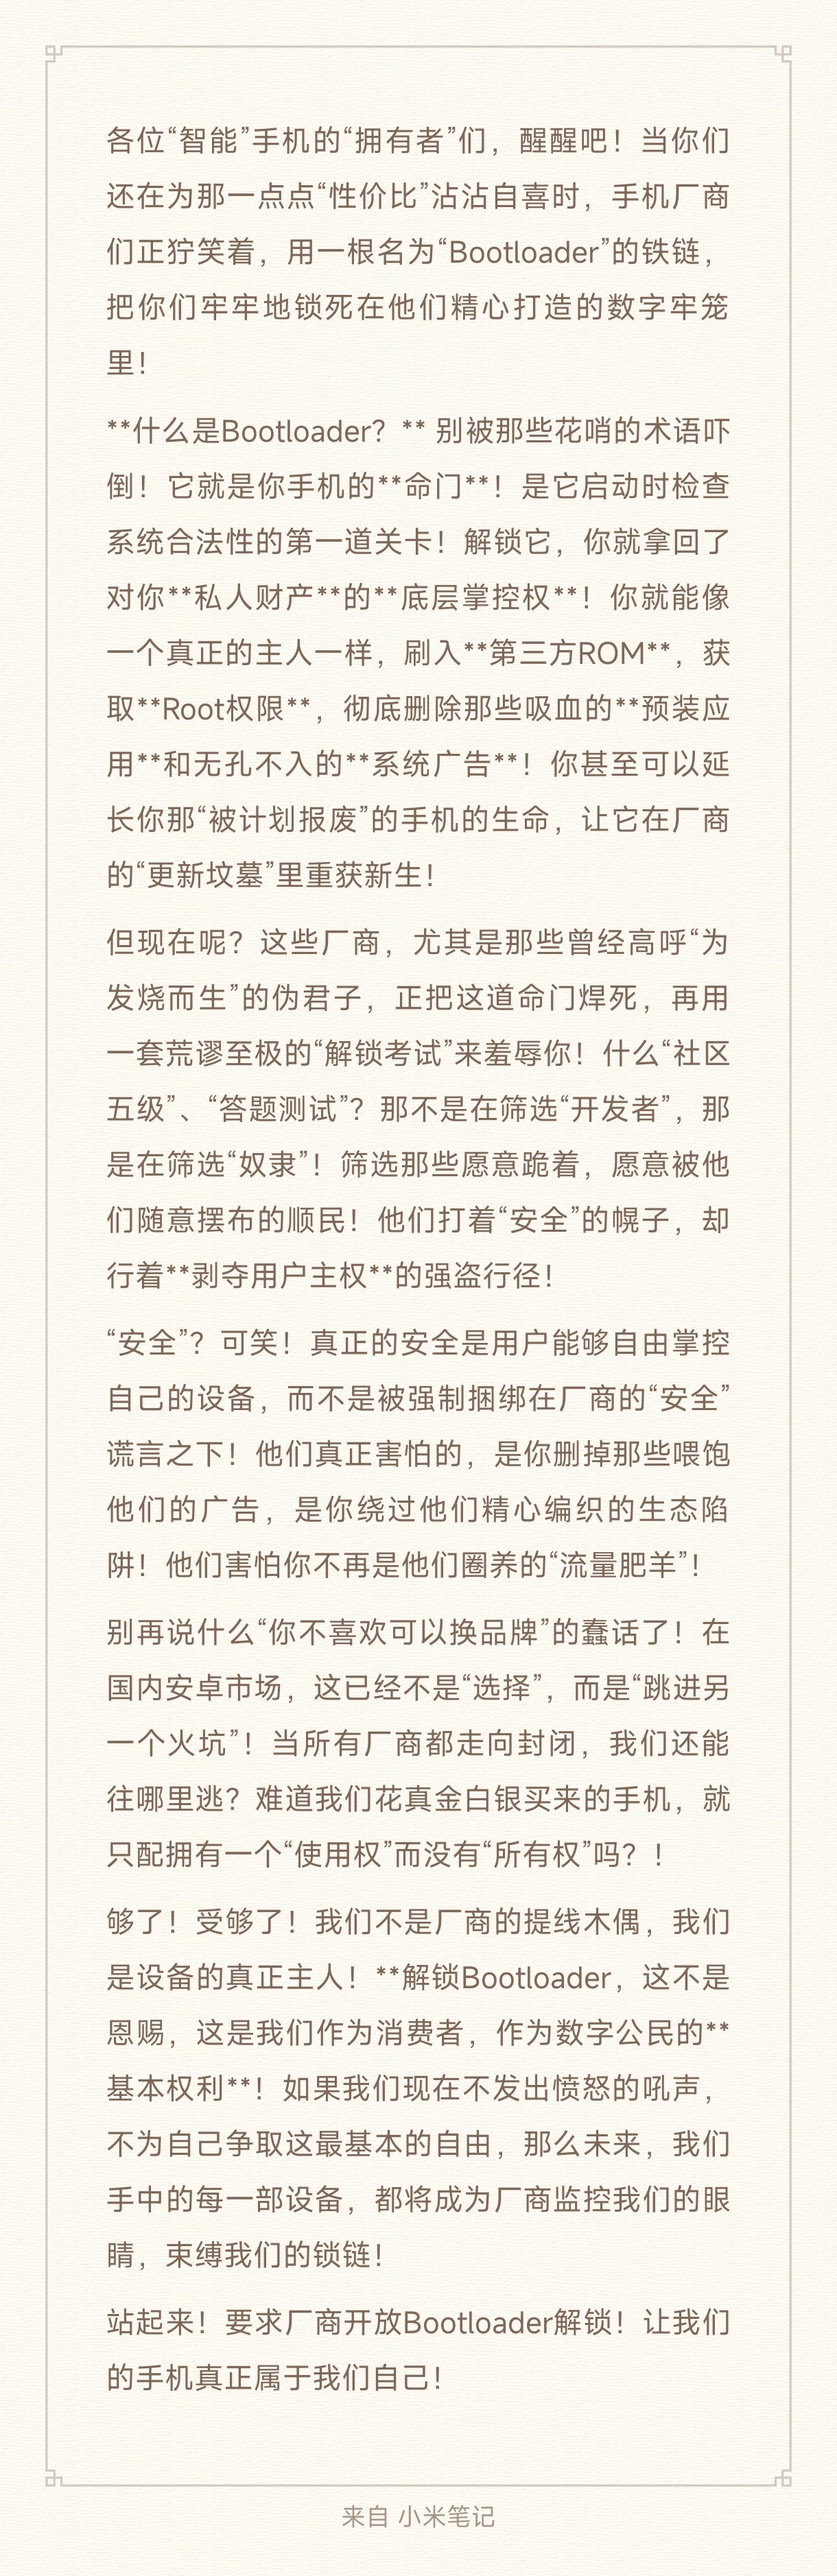 各位“智能”手机的“拥有者”们，醒醒吧！当你们
还在为那一点点“性价比”沾沾自喜时，手机厂商
们正狞笑着，用一根名为“Bootloader”的铁链，
把你们牢牢地锁死在他们精心打造的数字牢笼
里！
**什么是Bootloader？** 别被那些花哨的术语吓
倒！它就是你手机的**命门**！是它启动时检查
系统合法性的第一道关卡！解锁它，你就拿回了
对你**私人财产**的**底层掌控权**！你就能像
一个真正的主人一样，刷入**第三方ROM**，获
取**Root权限**，彻底删除那些吸血的**预装应
用**和无孔不入的**系统广告**！你甚至可以延
长你那“被计划报废”的手机的生命，让它在厂商
的“更新坟墓”里重获新生！
但现在呢？这些厂商，尤其是那些曾经高呼“为
发烧而生”的伪君子，正把这道命门焊死，再用
一套荒谬至极的“解锁考试”来羞辱你！什么“社区
五级”、“答题测试”？那不是在筛选“开发者”，那
是在筛选“奴隶”！筛选那些愿意跪着，愿意被他
们随意摆布的顺民！他们打着“安全”的幌子，却
行着**剥夺用户主权**的强盗行径！
“安全”？可笑！真正的安全是用户能够自由掌控
自己的设备，而不是被强制捆绑在厂商的“安全”
谎言之下！他们真正害怕的，是你删掉那些喂饱
他们的广告，是你绕过他们精心编织的生态陷
阱！他们害怕你不再是他们圈养的“流量肥羊”！
别再说什么“你不喜欢可以换品牌”的蠢话了！在
国内安卓市场，这已经不是“选择”，而是“跳进另
一个火坑”！当所有厂商都走向封闭，我们还能
往哪里逃？难道我们花真金白银买来的手机，就
只配拥有一个“使用权”而没有“所有权”吗？！
够了！受够了！我们不是厂商的提线木偶，我们
是设备的真正主人！**解锁Bootloader，这不是
恩赐，这是我们作为消费者，作为数字公民的**
基本权利**！如果我们现在不发出愤怒的吼声，
不为自己争取这最基本的自由，那么未来，我们
手中的每一部设备，都将成为厂商监控我们的眼
睛，束缚我们的锁链！
站起来！要求厂商开放Bootloader解锁！让我们
的手机真正属于我们自己！
来自 小米笔记